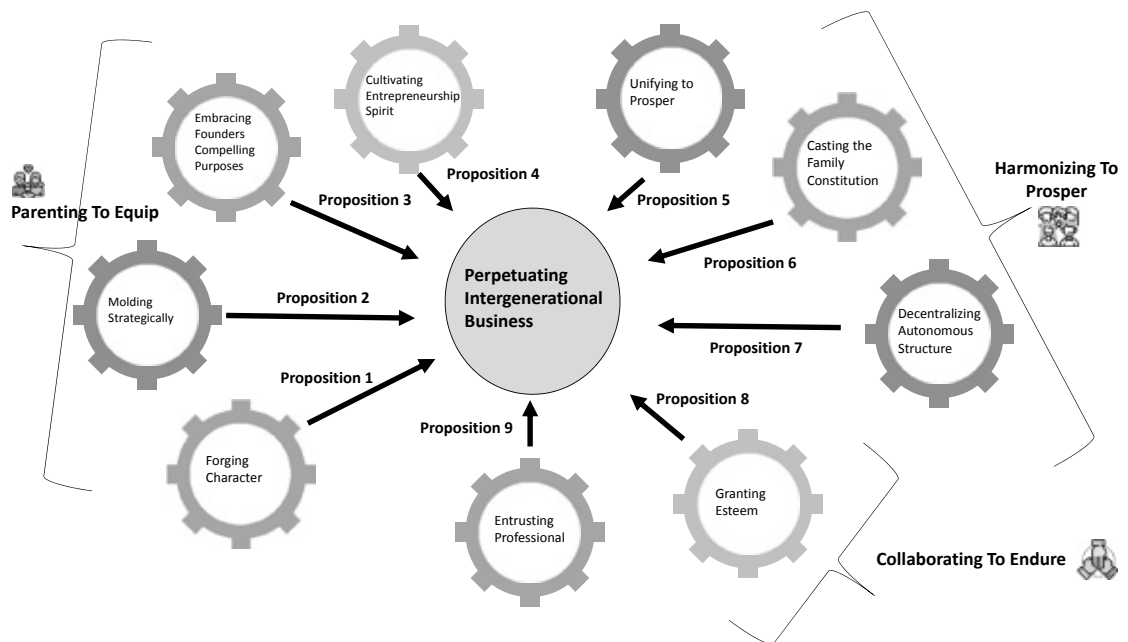 Cultivating
Entrepreneurship
Spirit
Unifying to
Prosper
Embracing
Founders
Compelling
Purposes
Casting the
Family
Constitution
Harmonizing To
Prosper
Parenting To Equip
Proposition 4
Proposition 3
Proposition 5
Proposition 6
Perpetuating
Intergenerational
Business
Molding
Strategically
Proposition 2
Decentralizing
Autonomous
Structure
Proposition 7
Proposition 1
Proposition 8
Proposition 9
Forging
Character
Entrusting
Professional
Granting
Esteem
Collaborating To Endure